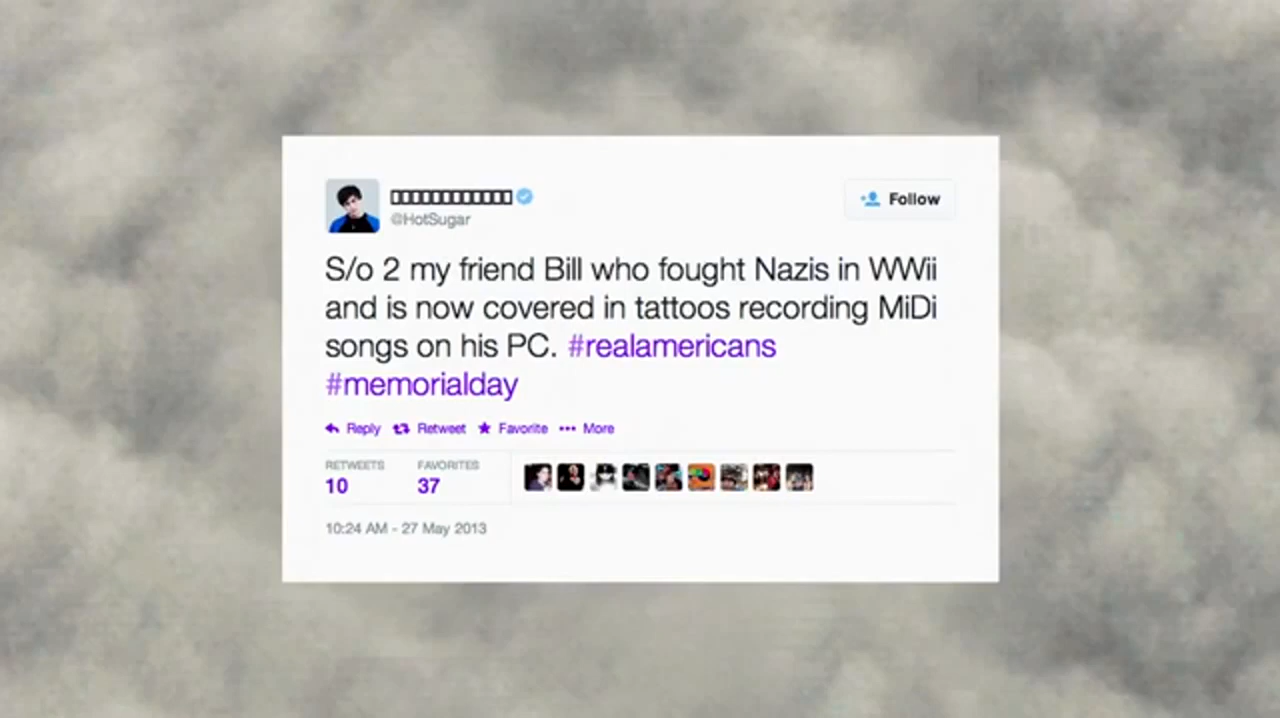 @HotSugar
Follow
S/o 2 my friend Bill who fought Nazis in WWii
and is now covered in tattoos recording MiDi
songs on his PC. #realamericans
#memorialday
Reply Retweet Favorite More
RETWEETS FAVORITES
10 37
10:24 AM - 27 May 2013